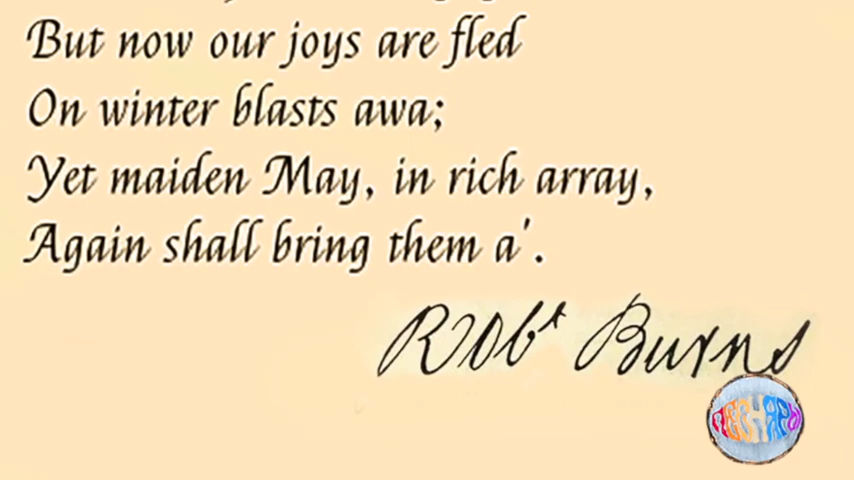 But now our joys are fled
On winter blasts awa;
Yet maiden May, in rich array,
Again shall bring them a'.
Robt Burns